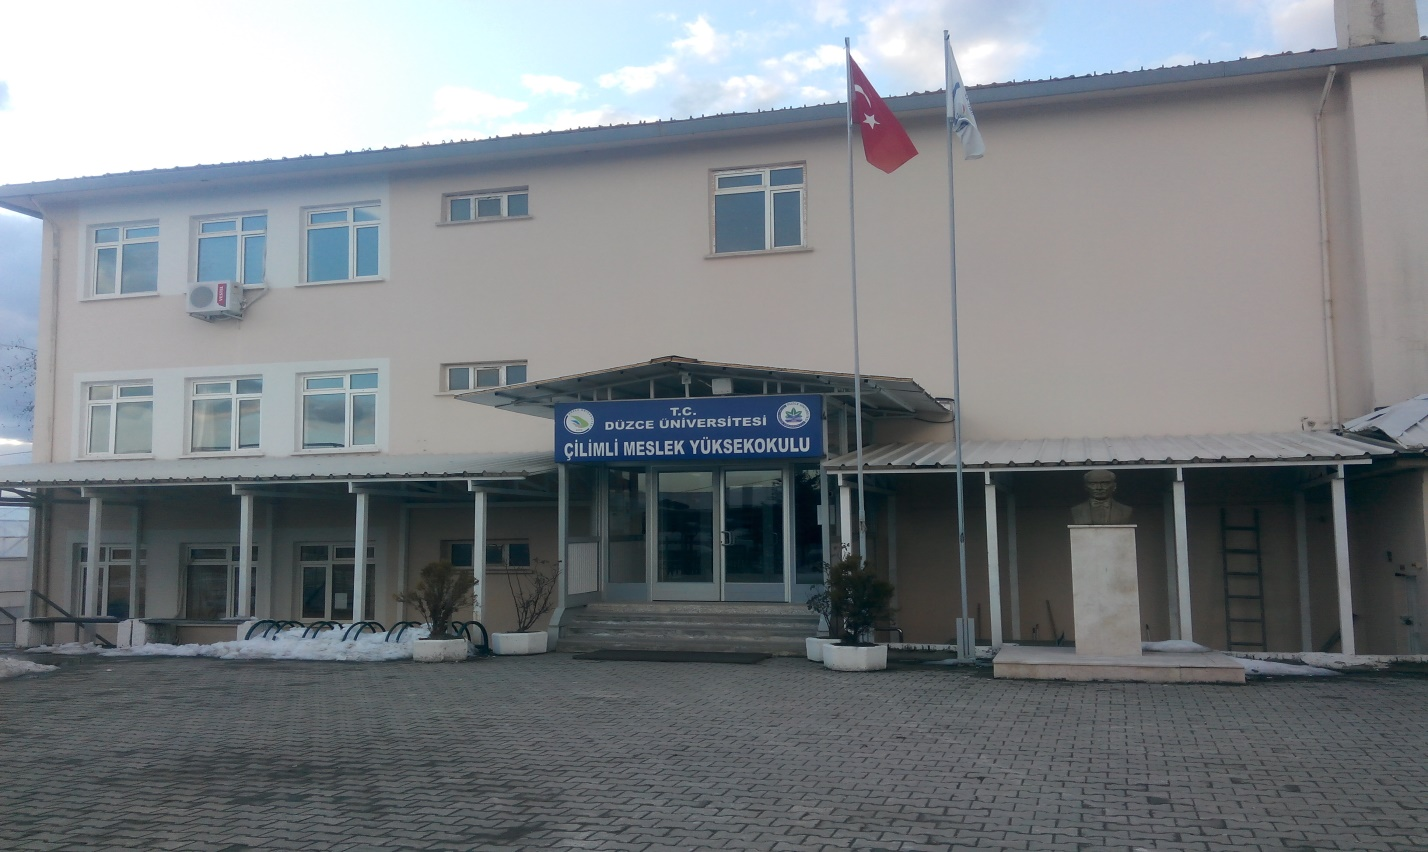 T.C.
DÜZCE ÜNİVERSİTESİ
ÇİLİMLİ MESLEK YÜKSEKOKULU